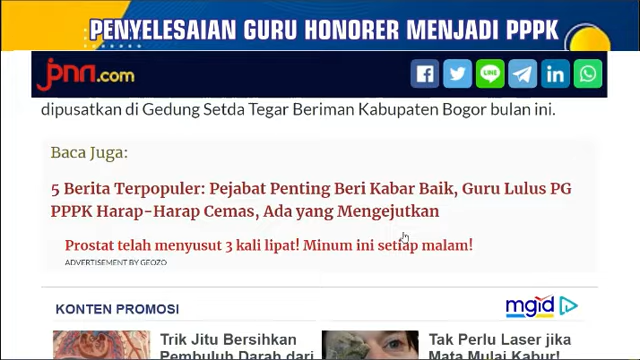 PENYELESAIAN GURU HONORER MENJADI PPPK
jpnn.com
dipusatkan di Gedung Setda Tegar Beriman Kabupaten Bogor bulan ini.
Baca Juga:
5 Berita Terpopuler: Pejabat Penting Beri Kabar Baik, Guru Lulus PG
PPPK Harap-Harap Cemas, Ada yang Mengejutkan
Prostat telah menyusut 3 kali lipat! Minum ini setiap malam!
ADVERTISEMENT BY GEOZO
KONTEN PROMOSI
mgid
Trik Jitu Bersihkan
Pembuluh Darah dari
Tak Perlu Laser jika
Mata Mulai Kabur!